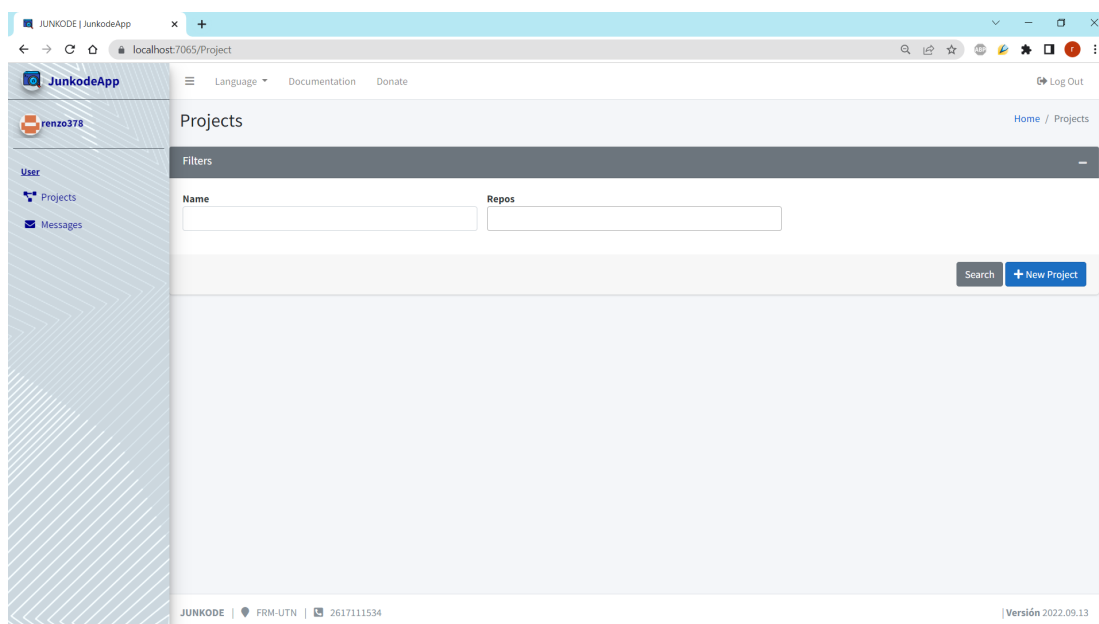 JUNKODE | JunkodeApp
localhost:7065/Project
ABP
r
JunkodeApp
Language
Documentation
Donate
Log Out
renzo378
Projects
Home / Projects
User
Projects
Messages
Filters
Name
Repos
Search
New Project
JUNKODE | FRM-UTN | 2617111534
| Versión 2022.09.13